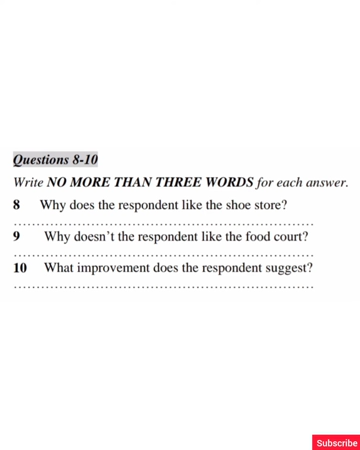 Questions 8-10
Write NO MORE THAN THREE WORDS for each answer.
8 Why does the respondent like the shoe store?
................................................................
9 Why doesn't the respondent like the food court?
................................................................
10 What improvement does the respondent suggest?
................................................................
Subscribe